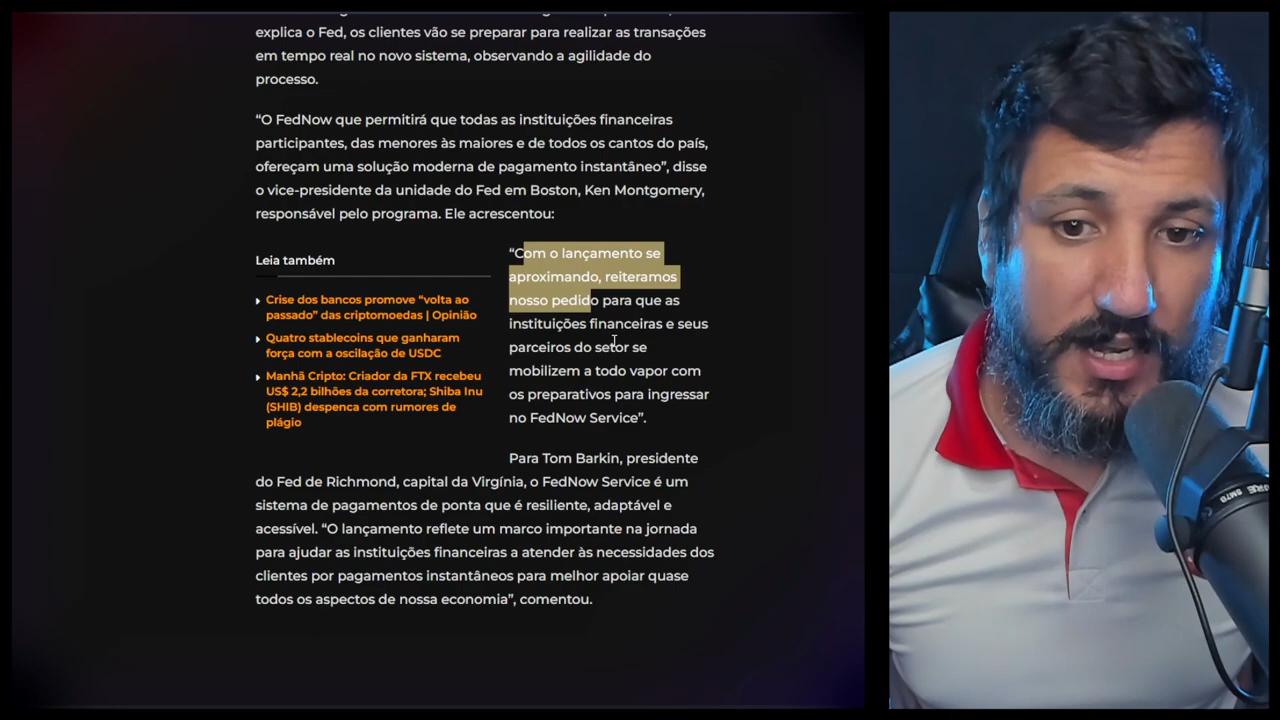 explica o Fed, os clientes vão se preparar para realizar as transações
em tempo real no novo sistema, observando a agilidade do
processo.
“O FedNow que permitirá que todas as instituições financeiras
participantes, das menores às maiores e de todos os cantos do país,
ofereçam uma solução moderna de pagamento instantâneo”, disse
o vice-presidente da unidade do Fed em Boston, Ken Montgomery,
responsável pelo programa. Ele acrescentou:
Leia também
Crise dos bancos promove “volta ao
passado” das criptomoedas | Opinião
Quatro stablecoins que ganharam
força com a oscilação de USDC
Manhã Cripto: Criador da FTX recebeu
US$ 2,2 bilhões da corretora; Shiba Inu
(SHIB) despenca com rumores de
plágio
“Com o lançamento se
aproximando, reiteramos
nosso pedido para que as
instituições financeiras e seus
parceiros do setor se
mobilizem a todo vapor com
os preparativos para ingressar
no FedNow Service”.
Para Tom Barkin, presidente
do Fed de Richmond, capital da Virgínia, o FedNow Service é um
sistema de pagamentos de ponta que é resiliente, adaptável e
acessível. “O lançamento reflete um marco importante na jornada
para ajudar as instituições financeiras a atender às necessidades dos
clientes por pagamentos instantâneos para melhor apoiar quase
todos os aspectos de nossa economia”, comentou.
SM7B